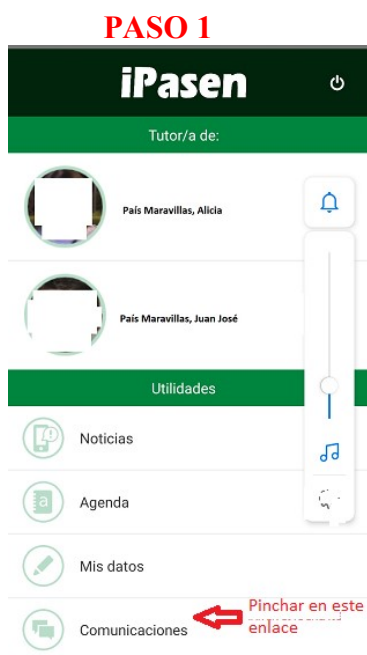 PASO 1
iPasen
Tutor/a de:
País Maravillas, Alicia
País Maravillas, Juan José
Utilidades
Noticias
a
Agenda
Mis datos
Comunicaciones
Pinchar en este
enlace